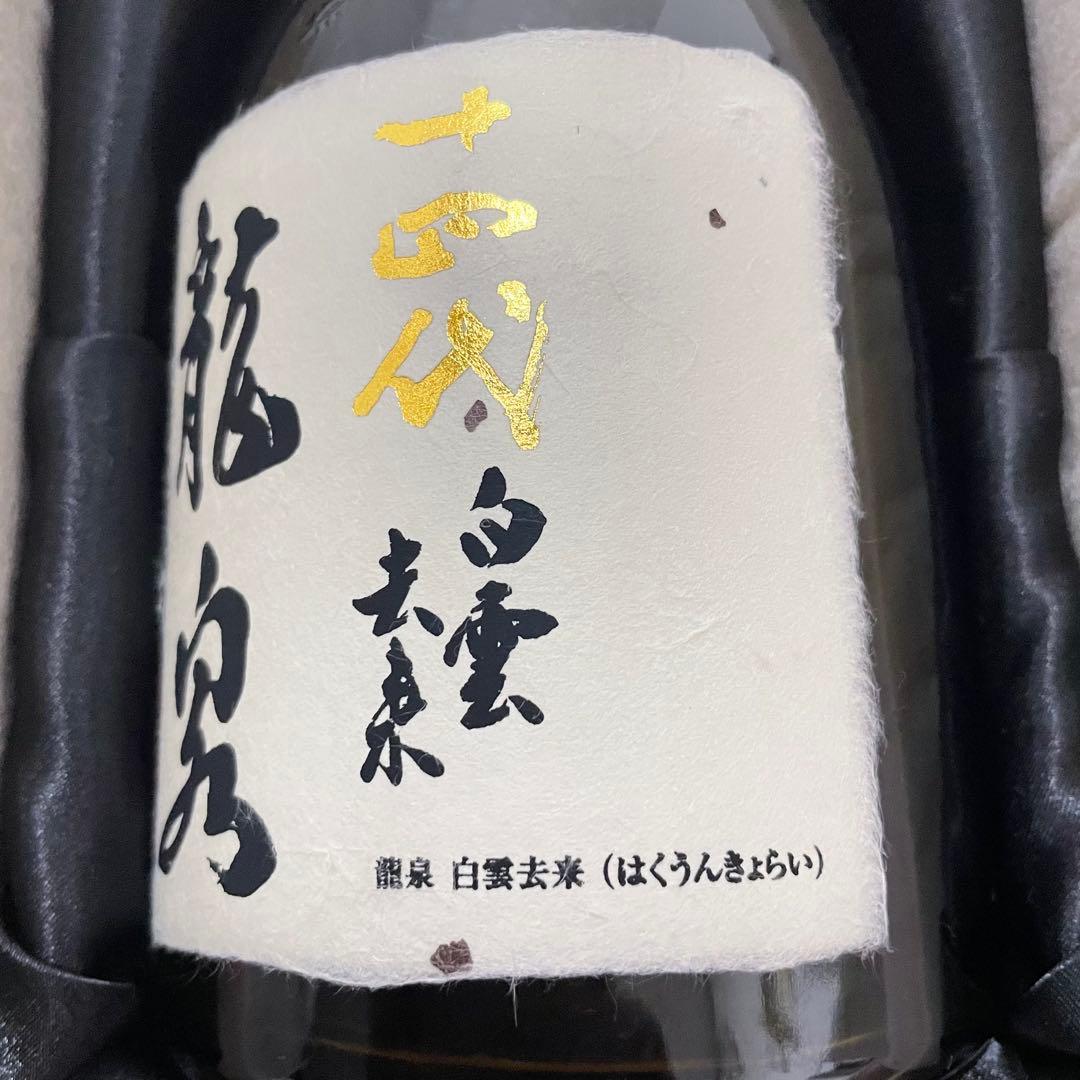 十四代
白雲
去来
龍泉
龍泉 白雲去来（はくうんきょらい）